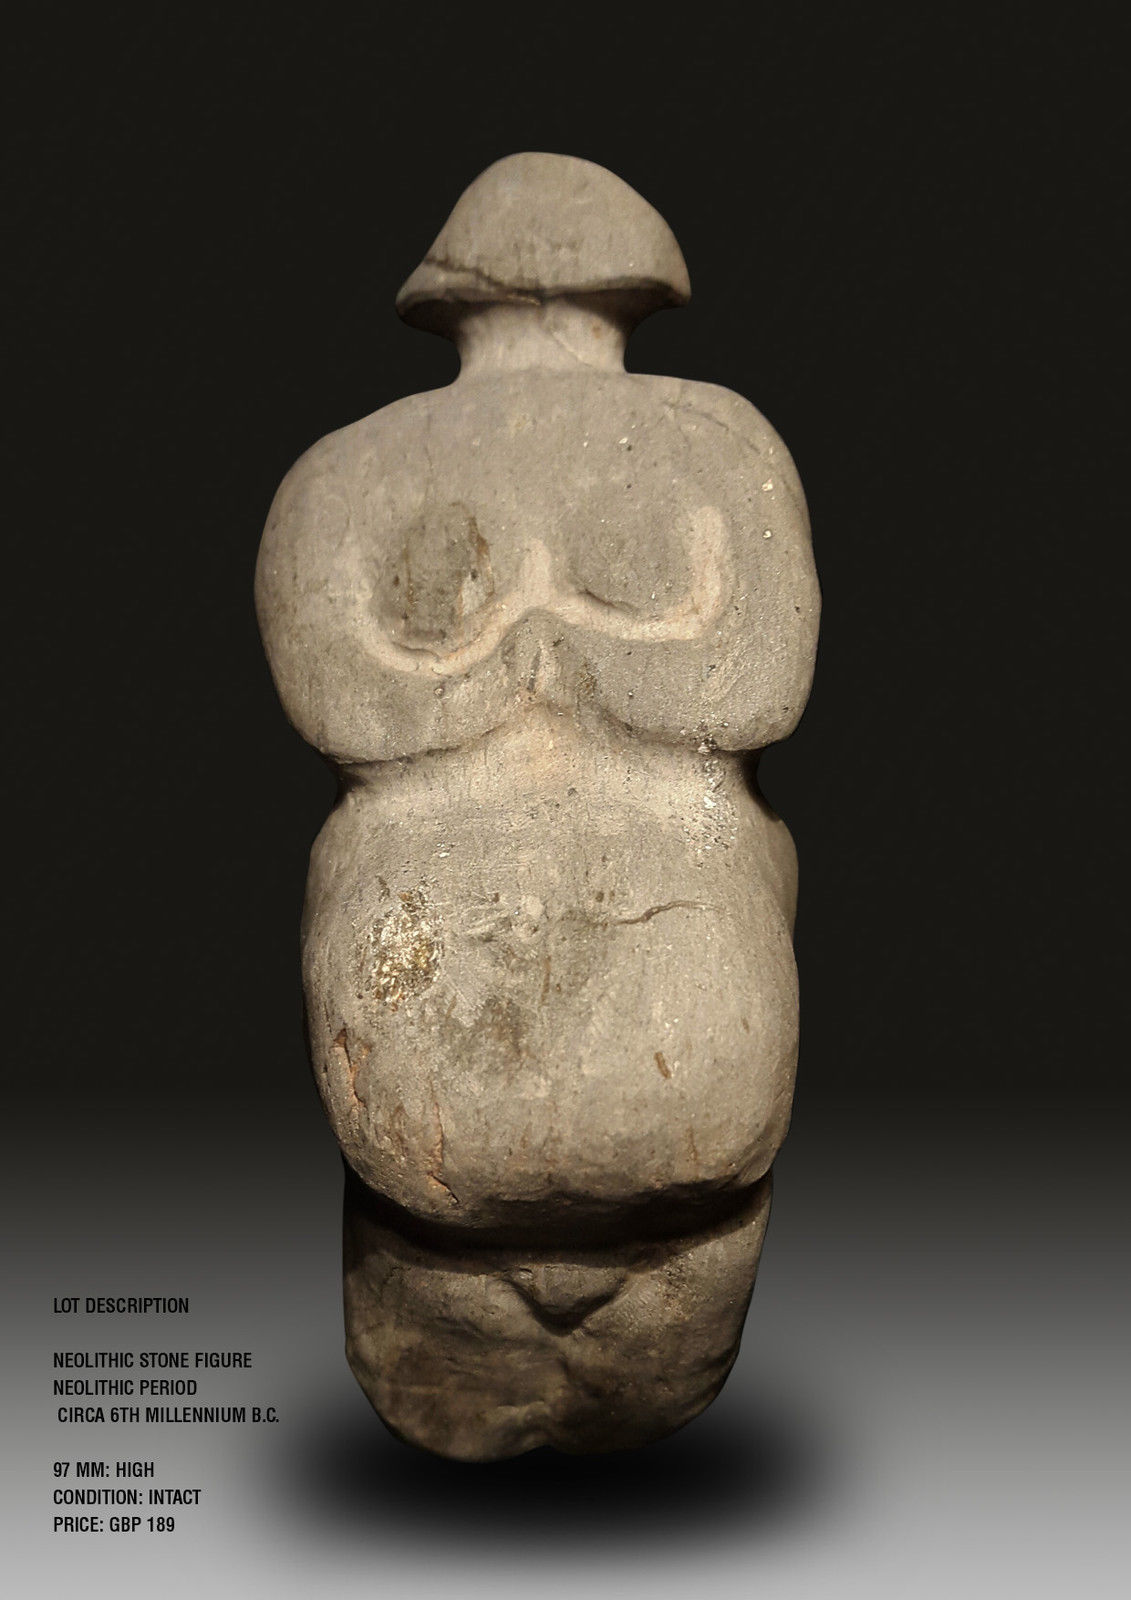 LOT DESCRIPTION
NEOLITHIC STONE FIGURE
NEOLITHIC PERIOD
CIRCA 6TH MILLENNIUM B.C.
97 MM: HIGH
CONDITION: INTACT
PRICE: GBP 189